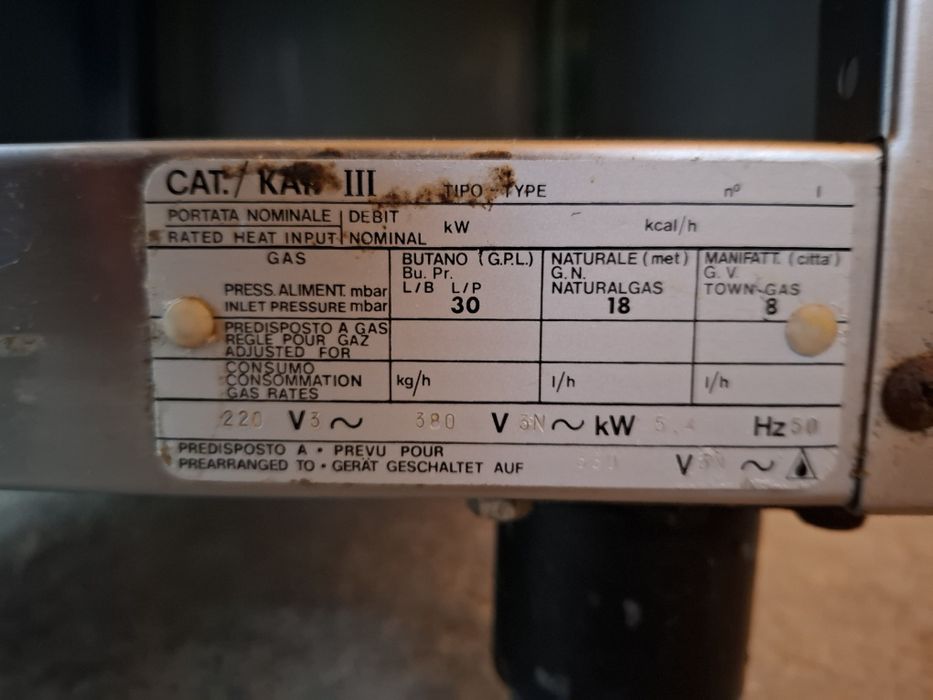 CAT./ III TIPO - TYPE n° I
PORTATA NOMINALE DEBIT kW kcal/h
RATED HEAT INPUT NOMINAL
GAS BUTANO (G.P.L.) NATURALE (met) MANIFATT. (citta')
Bu. Pr. G.N. G. V.
PRESS. ALIMENT. mbar L/B L/P NATURALGAS TOWN-GAS
INLET PRESSURE mbar 30 18 8
PREDISPOSTO A GAS
REGLE POUR GAZ
ADJUSTED FOR
CONSUMO
CONSOMMATION kg/h l/h l/h
GAS RATES
220 V 3 ~ 380 V 3N ~ kW 5.4 Hz 50
PREDISPOSTO A • PREVU POUR
PREARRANGED TO • GERÄT GESCHALTET AUF V ~